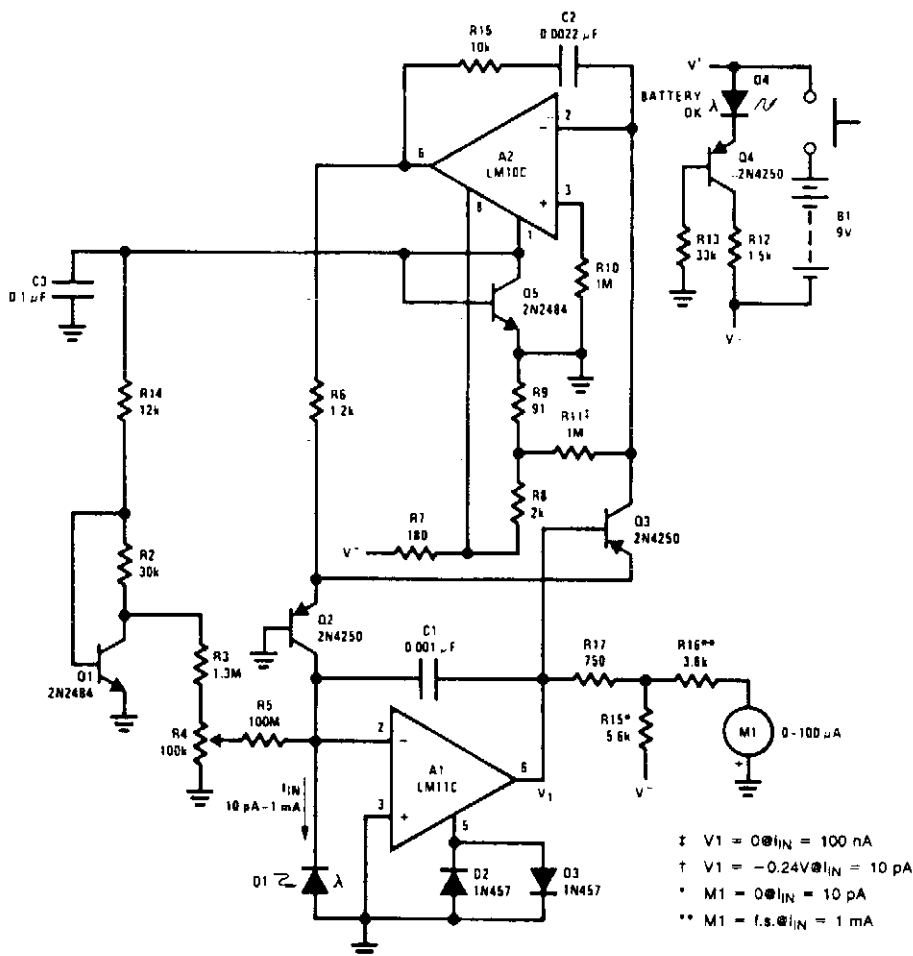 C2
0.0022 µF
R15
10k
V+
D4
BATTERY
OK
λ
2
6
A2
LM10C
Q4
2N4250
8
3
1
B1
9V
R13
33k
R12
1.5k
C3
0.1 µF
R10
1M
Q5
2N2484
V-
R14
12k
R6
1.2k
R9
91
R11‡
1M
R8
2k
Q3
2N4250
R7
180
V-
R2
30k
Q2
2N4250
C1
0.001 µF
R17
750
R16**
3.6k
Q1
2N2484
R3
1.3M
R5
100M
R4
100k
R15*
5.6k
M1
0-100 µA
2
A1
LM11C
6
V1
V-
IIN
10 pA-1 mA
3
5
D1
λ
D2
1N457
D3
1N457
‡ V1 = 0@IIN = 100 nA
† V1 = -0.24V@IIN = 10 pA
* M1 = 0@IIN = 10 pA
** M1 = f.s.@IIN = 1 mA